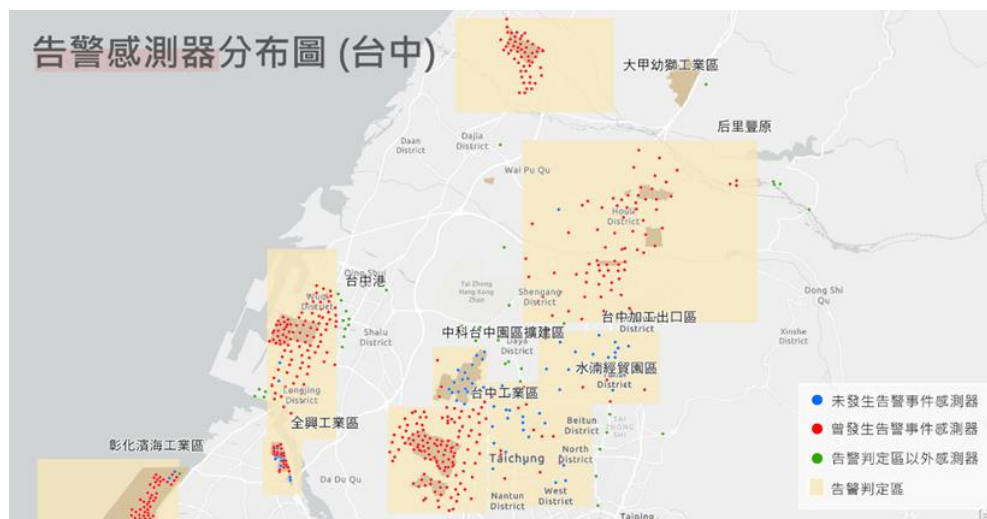 告警感測器分布圖 (台中)
大甲幼獅工業區
后里豐原
Daan
District
Dajia
District
Wai Pu Qu
Houli
District
台中港
Qing Shui
Wuqi
District
Tai Zhong
Hang Kong
Zhan
Shengang
District
Dong Shi
Qu
Shalu
District
中科台中園區擴建區
台中加工出口區
District
Daya
District
Xinshe
District
水湳經貿園區
District
Longjing
District
台中工業區
全興工業區
Beitun
District
TAI
ZHONG
SHI
彰化濱海工業區
Taichung
North
District
Da Du Qu
Nantun
District
West
District
Taiping
未發生告警事件感測器
曾發生告警事件感測器
告警判定區以外感測器
告警判定區